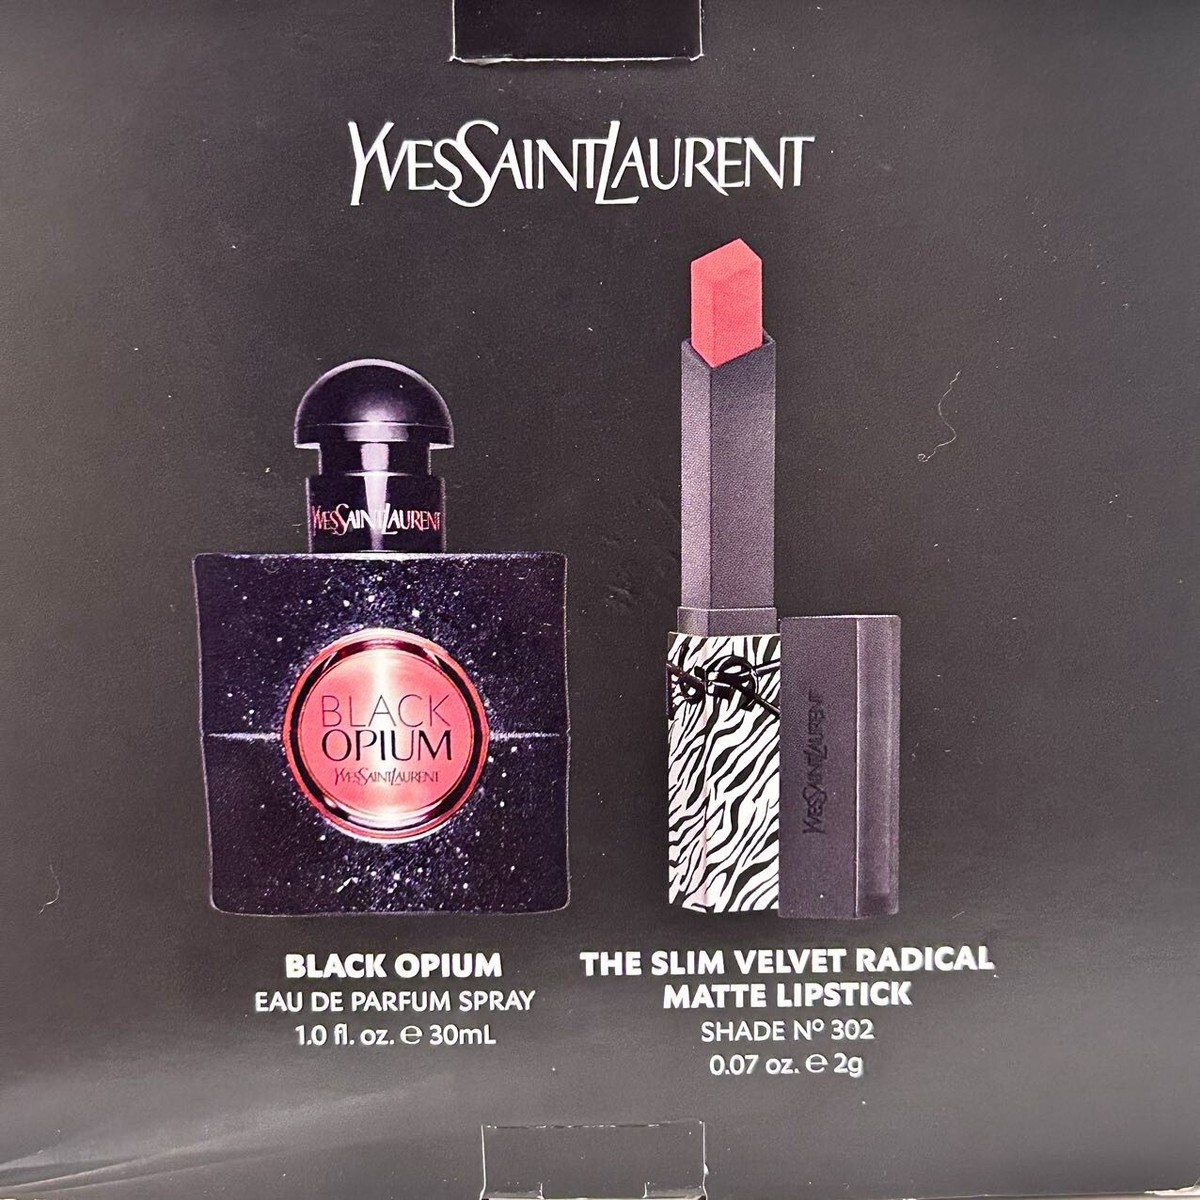 YVESSAINTLAURENT
YVESSAINTLAURENT
BLACK
OPIUM
YVESSAINTLAURENT
YVESSAINTLAURENT
BLACK OPIUM
EAU DE PARFUM SPRAY
1.0 fl. oz. ℮ 30mL
THE SLIM VELVET RADICAL
MATTE LIPSTICK
SHADE Nº 302
0.07 oz. ℮ 2g